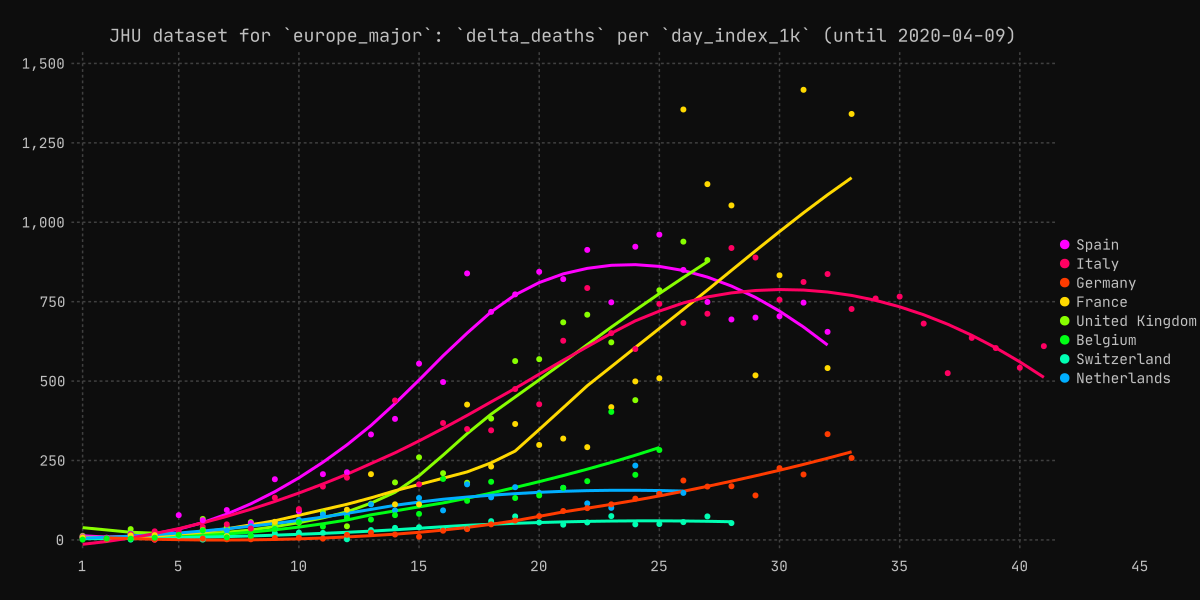 JHU dataset for `europe_major`: `delta_deaths` per `day_index_1k` (until 2020-04-09)
1,500
1,250
1,000
750
500
250
0
1 5 10 15 20 25 30 35 40 45
Spain
Italy
Germany
France
United Kingdom
Belgium
Switzerland
Netherlands